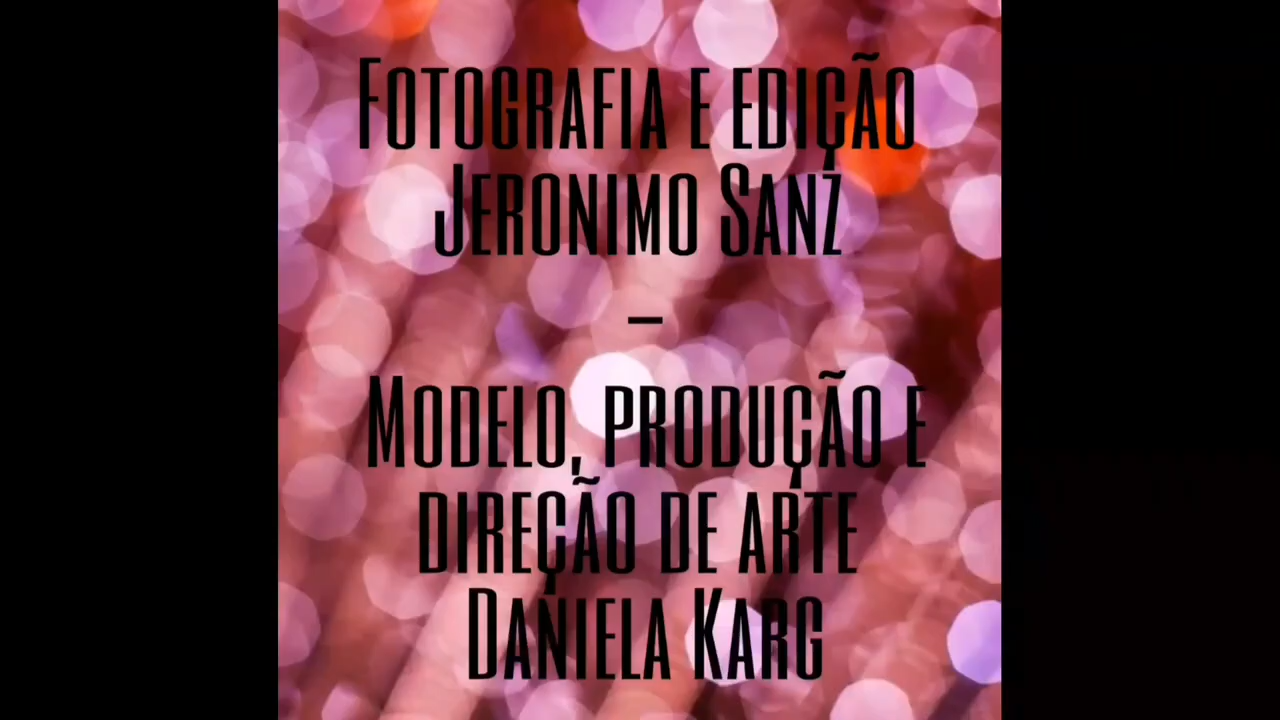 Fotografia e edição
Jeronimo Sanz
–
Modelo, produção e
direção de arte
Daniela Karg